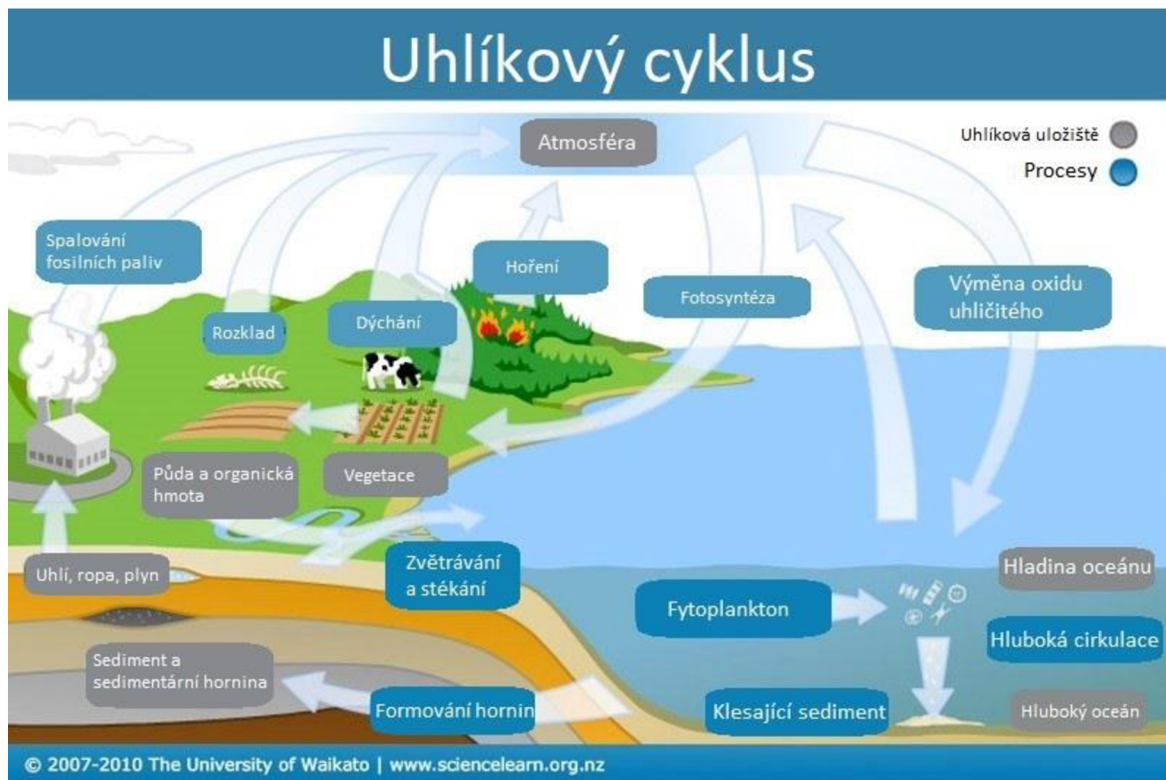 Uhlíkový cyklus
Atmosféra
Uhlíková uložiště
Procesy
Spalování
fosilních paliv
Hoření
Fotosyntéza
Výměna oxidu
uhličitého
Rozklad
Dýchání
Půda a organická
hmota
Vegetace
Uhlí, ropa, plyn
Zvětrávání
a stékání
Fytoplankton
Hladina oceánu
Hluboká cirkulace
Sediment a
sedimentární hornina
Formování hornin
Klesající sediment
Hluboký oceán
© 2007-2010 The University of Waikato | www.sciencelearn.org.nz